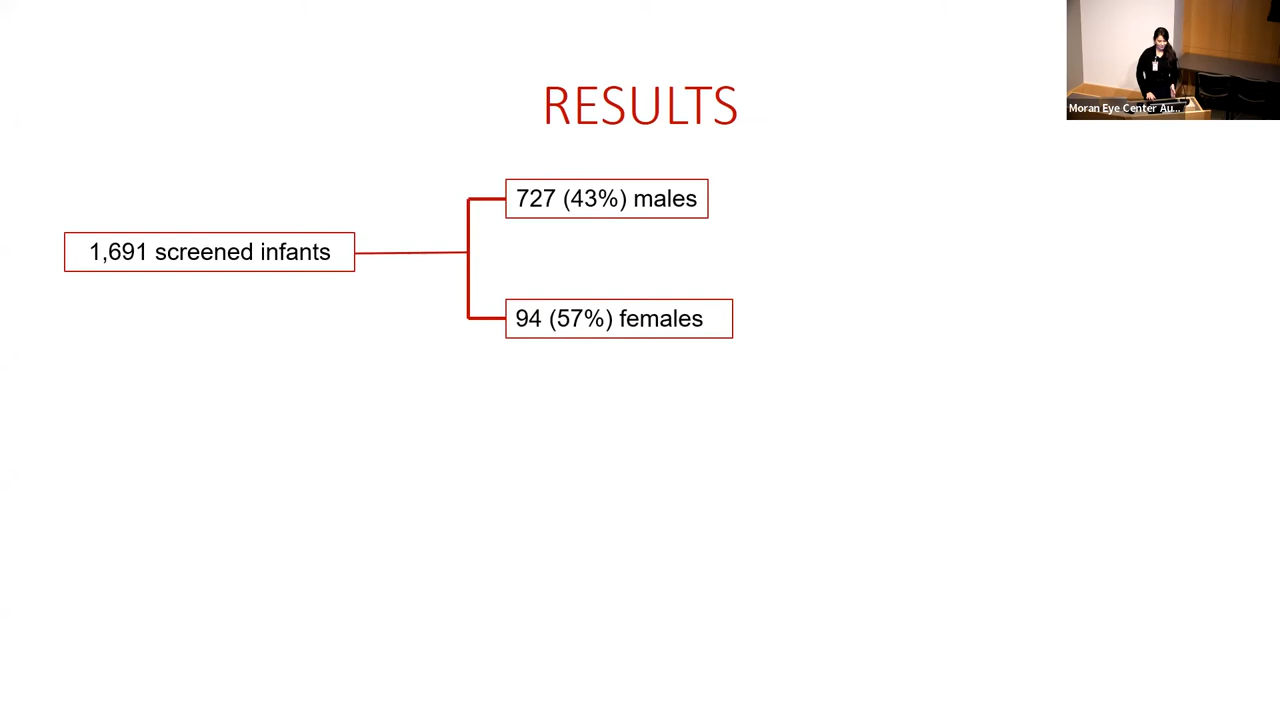 Moran Eye Center Au...
RESULTS
727 (43%) males
1,691 screened infants
94 (57%) females